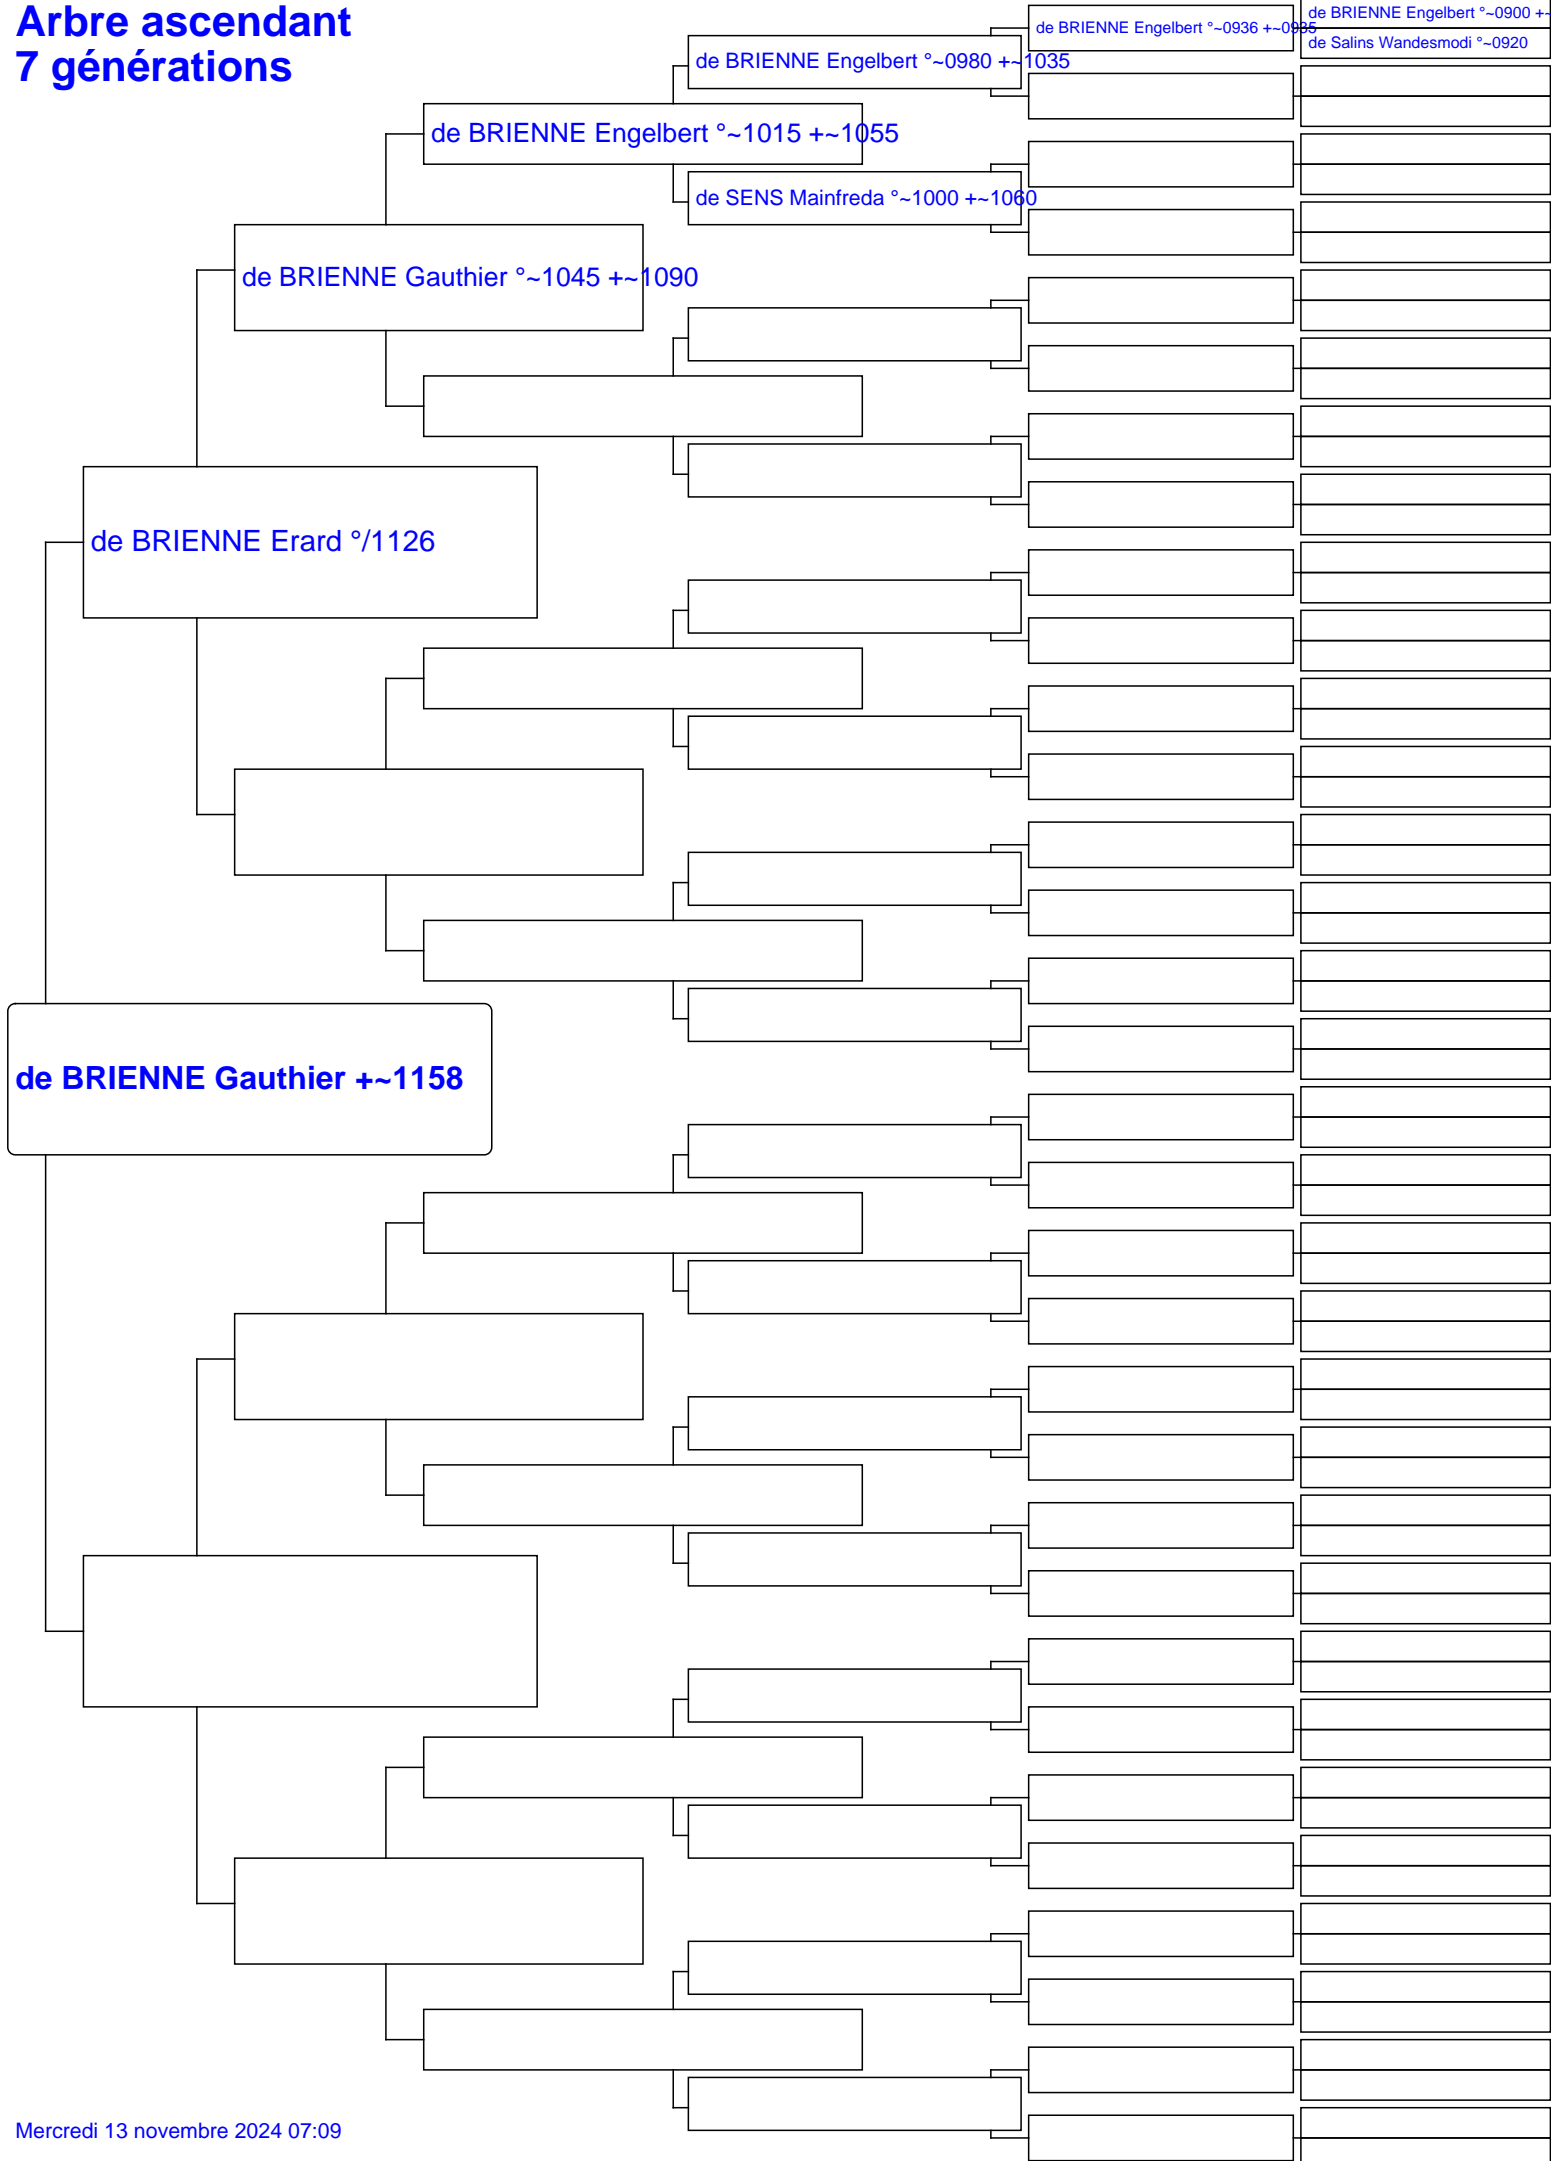 Arbre ascendant
7 générations
de BRIENNE Engelbert °~0900 +~
de BRIENNE Engelbert °~0936 +~0985
de Salins Wandesmodi °~0920
de BRIENNE Engelbert °~0980 +~1035
de BRIENNE Engelbert °~1015 +~1055
de SENS Mainfreda °~1000 +~1060
de BRIENNE Gauthier °~1045 +~1090
de BRIENNE Erard °/1126
de BRIENNE Gauthier +~1158
Mercredi 13 novembre 2024 07:09